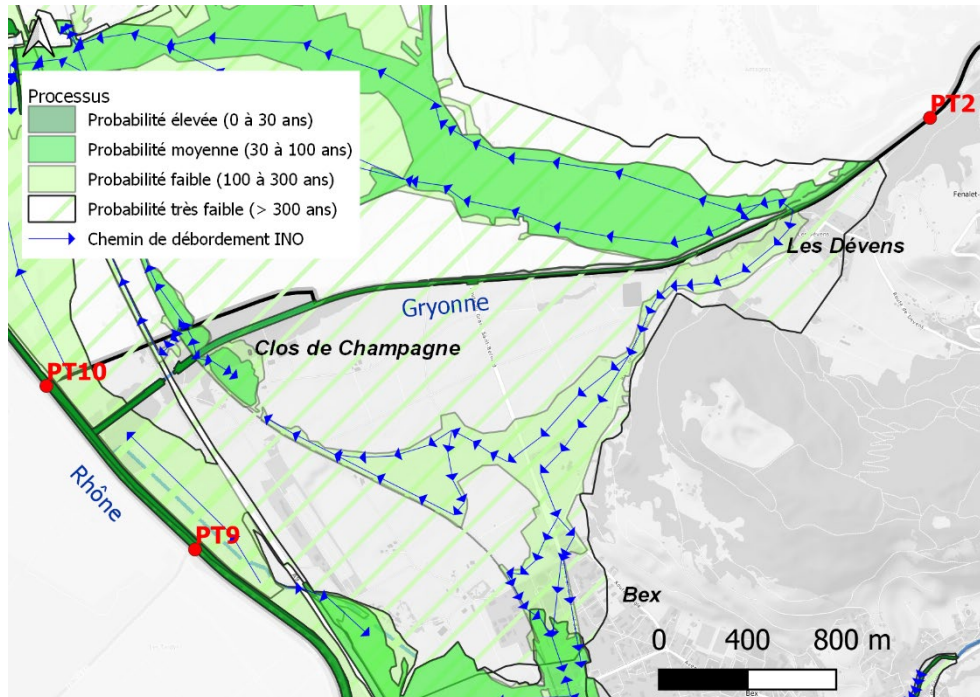 Processus
Probabilité élevée (0 à 30 ans)
Probabilité moyenne (30 à 100 ans)
Probabilité faible (100 à 300 ans)
Probabilité très faible (> 300 ans)
Chemin de débordement INO
PT2
Fenalet-
Les Dévens
Gryonne
Clos de Champagne
PT10
Rhône
PT9
Bex
0 400 800 m
Bex